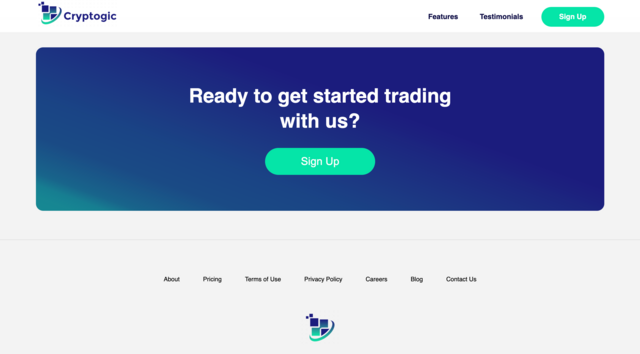 Cryptogic
Features
Testimonials
Sign Up
Ready to get started trading
with us?
Sign Up
About
Pricing
Terms of Use
Privacy Policy
Careers
Blog
Contact Us